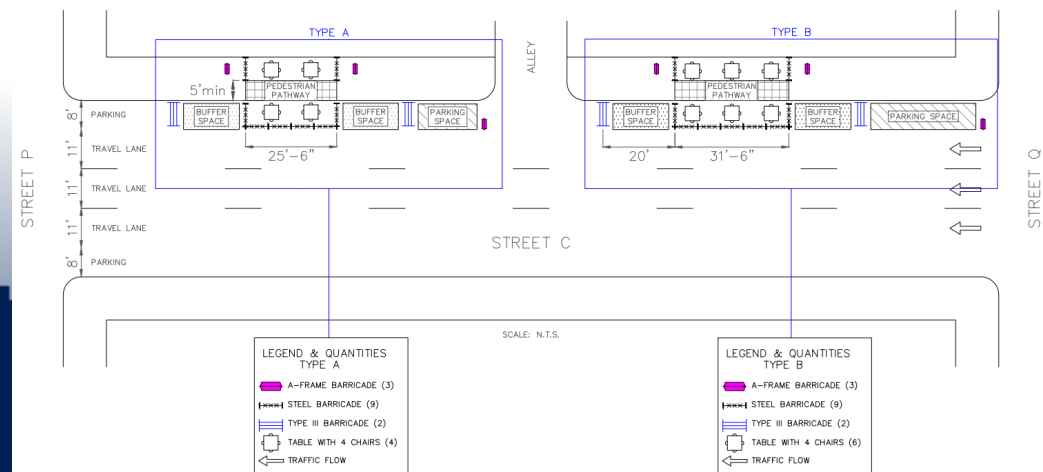 TYPE A
TYPE B
ALLEY
5'min
PEDESTRIAN
PATHWAY
PEDESTRIAN
PATHWAY
8'
PARKING
BUFFER
SPACE
BUFFER
SPACE
PARKING
SPACE
BUFFER
SPACE
BUFFER
SPACE
PARKING SPACE
11'
TRAVEL LANE
25'-6"
20'
31'-6"
STREET P
STREET Q
11'
TRAVEL LANE
11'
TRAVEL LANE
STREET C
8'
PARKING
SCALE: N.T.S.
LEGEND & QUANTITIES
TYPE A
A-FRAME BARRICADE (3)
STEEL BARRICADE (9)
TYPE III BARRICADE (2)
TABLE WITH 4 CHAIRS (4)
TRAFFIC FLOW
LEGEND & QUANTITIES
TYPE B
A-FRAME BARRICADE (3)
STEEL BARRICADE (9)
TYPE III BARRICADE (2)
TABLE WITH 4 CHAIRS (6)
TRAFFIC FLOW